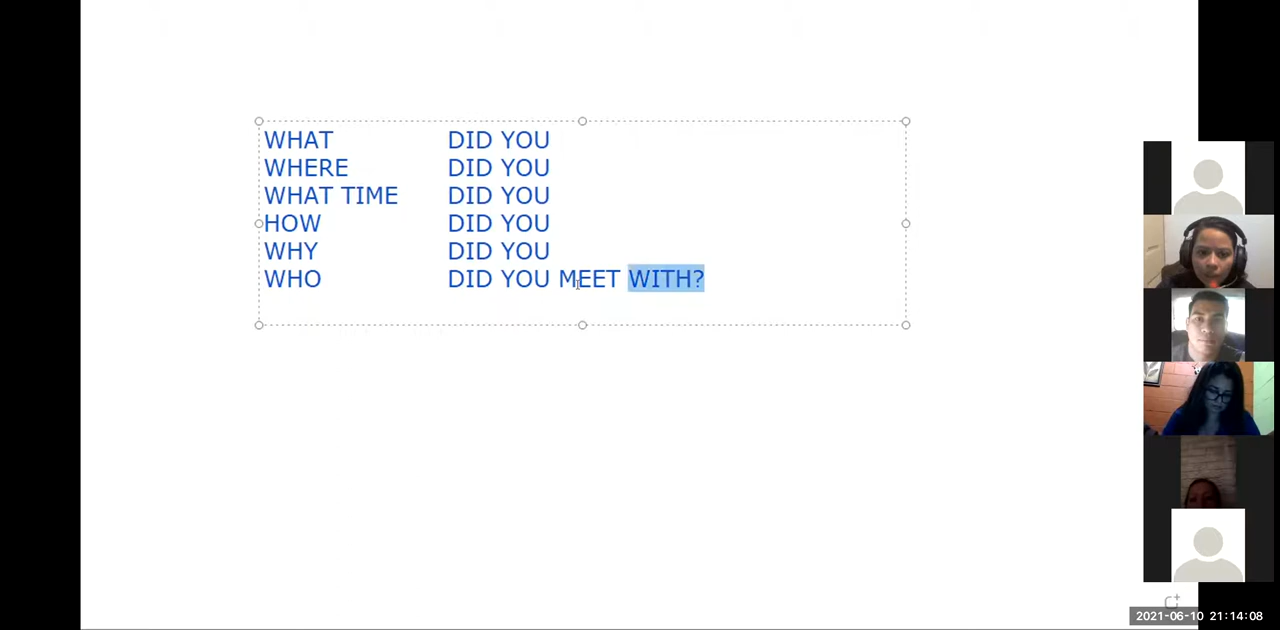 WHAT DID YOU
WHERE DID YOU
WHAT TIME DID YOU
HOW DID YOU
WHY DID YOU
WHO DID YOU MEET WITH?
2021-06-10 21:14:08